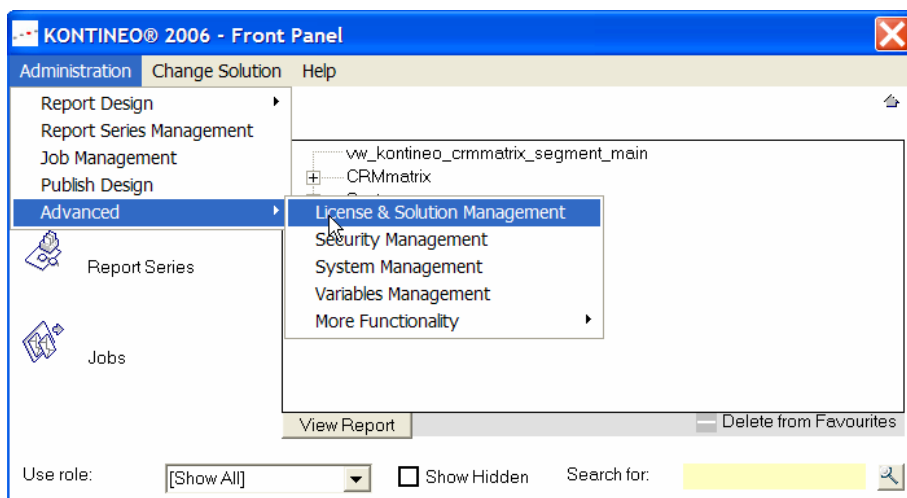 KONTINEO® 2006 - Front Panel
Administration Change Solution Help
Report Design
Report Series Management
Job Management
Publish Design
Advanced
vw_kontineo_crmmatrix_segment_main
CRMmatrix
License & Solution Management
Security Management
System Management
Variables Management
More Functionality
Report Series
Jobs
View Report
Delete from Favourites
Use role: [Show All] Show Hidden Search for: